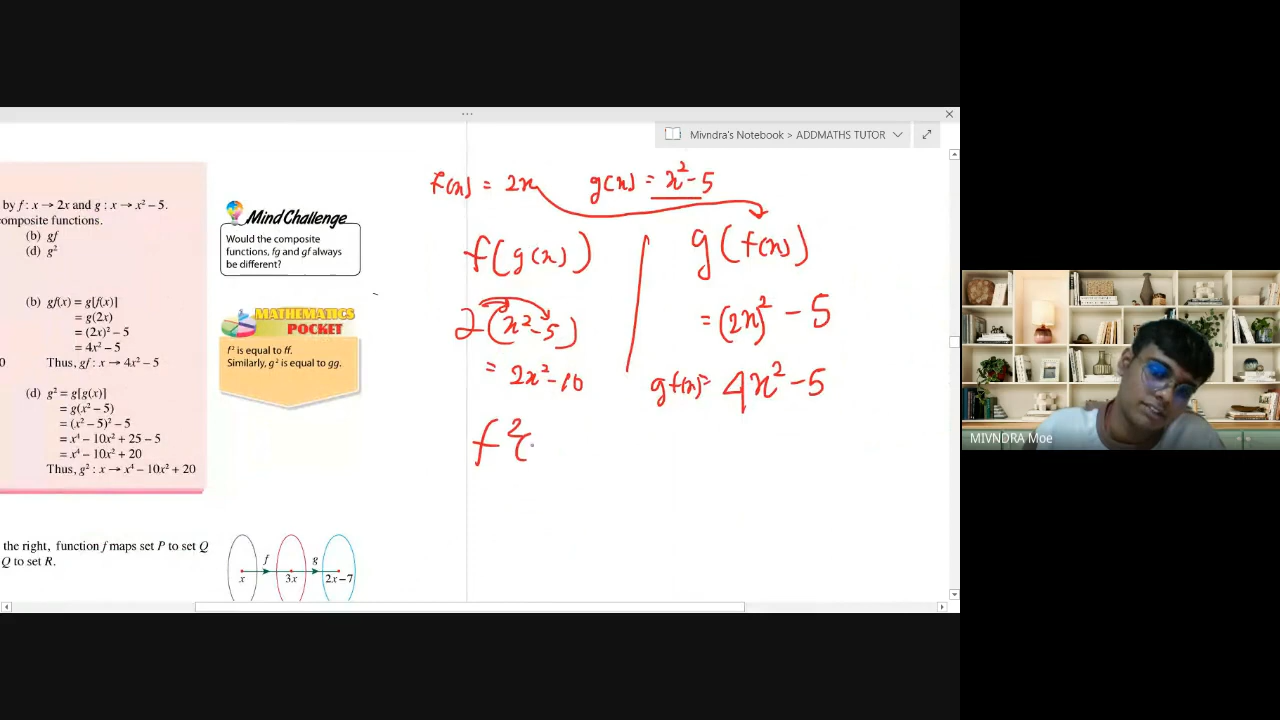 Mivndra's Notebook > ADDMATHS TUTOR
by f : x → 2x and g : x → x² − 5.
composite functions.
(b) gf
(d) g²
(b) gf(x) = g[f(x)]
= g(2x)
= (2x)² − 5
= 4x² − 5
0 Thus, gf : x → 4x² − 5
(d) g² = g[g(x)]
= g(x² − 5)
= (x² − 5)² − 5
= x⁴ − 10x² + 25 − 5
= x⁴ − 10x² + 20
Thus, g² : x → x⁴ − 10x² + 20
the right, function f maps set P to set Q
Q to set R.
Mind Challenge
Would the composite
functions, fg and gf always
be different?
MATHEMATICS
POCKET
f² is equal to ff.
Similarly, g² is equal to gg.
f g
x 3x 2x − 7
f(x) = 2x g(x) = x² − 5
f(g(x))
2(x² − 5)
= 2x² − 10
f²(
g(f(x))
= (2x)² − 5
gf(x) = 4x² − 5
MIVNDRA Moe